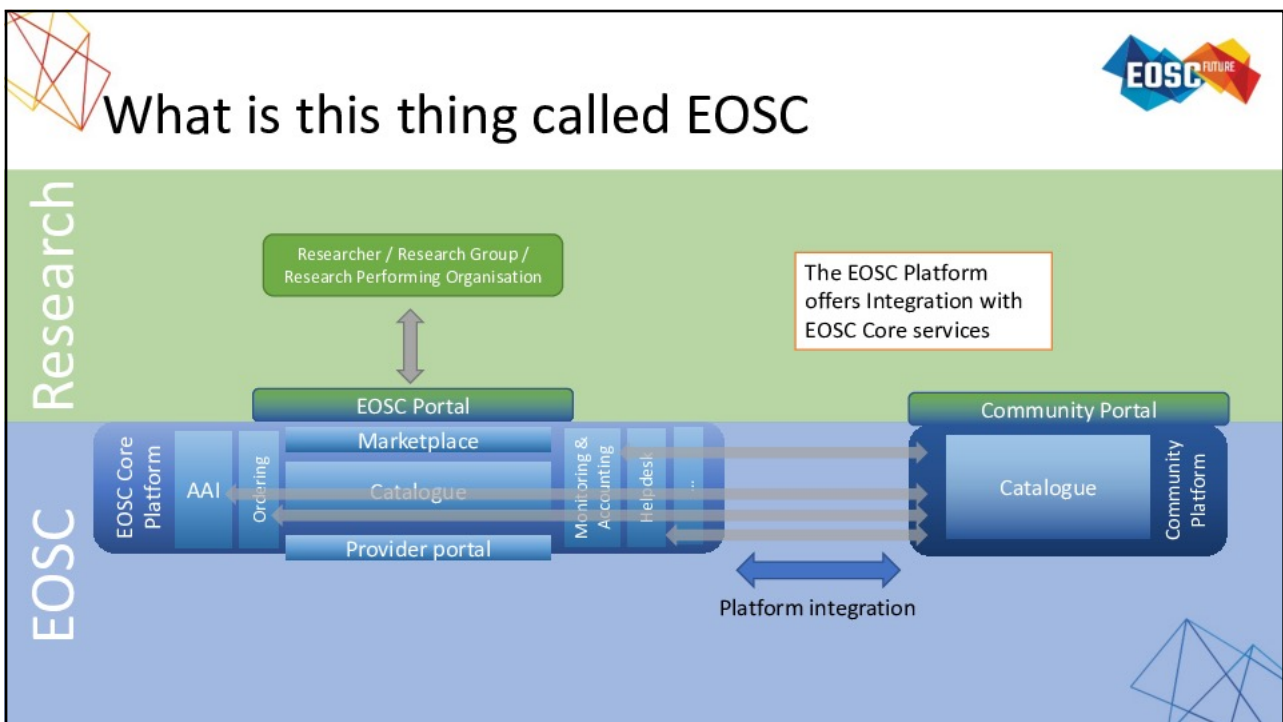 EOSC FUTURE
What is this thing called EOSC
Research
Researcher / Research Group /
Research Performing Organisation
The EOSC Platform
offers Integration with
EOSC Core services
EOSC Portal
Community Portal
EOSC
EOSC Core
Platform
AAI
Ordering
Marketplace
Catalogue
Provider portal
Monitoring &
Accounting
Helpdesk
...
Catalogue
Community
Platform
Platform integration